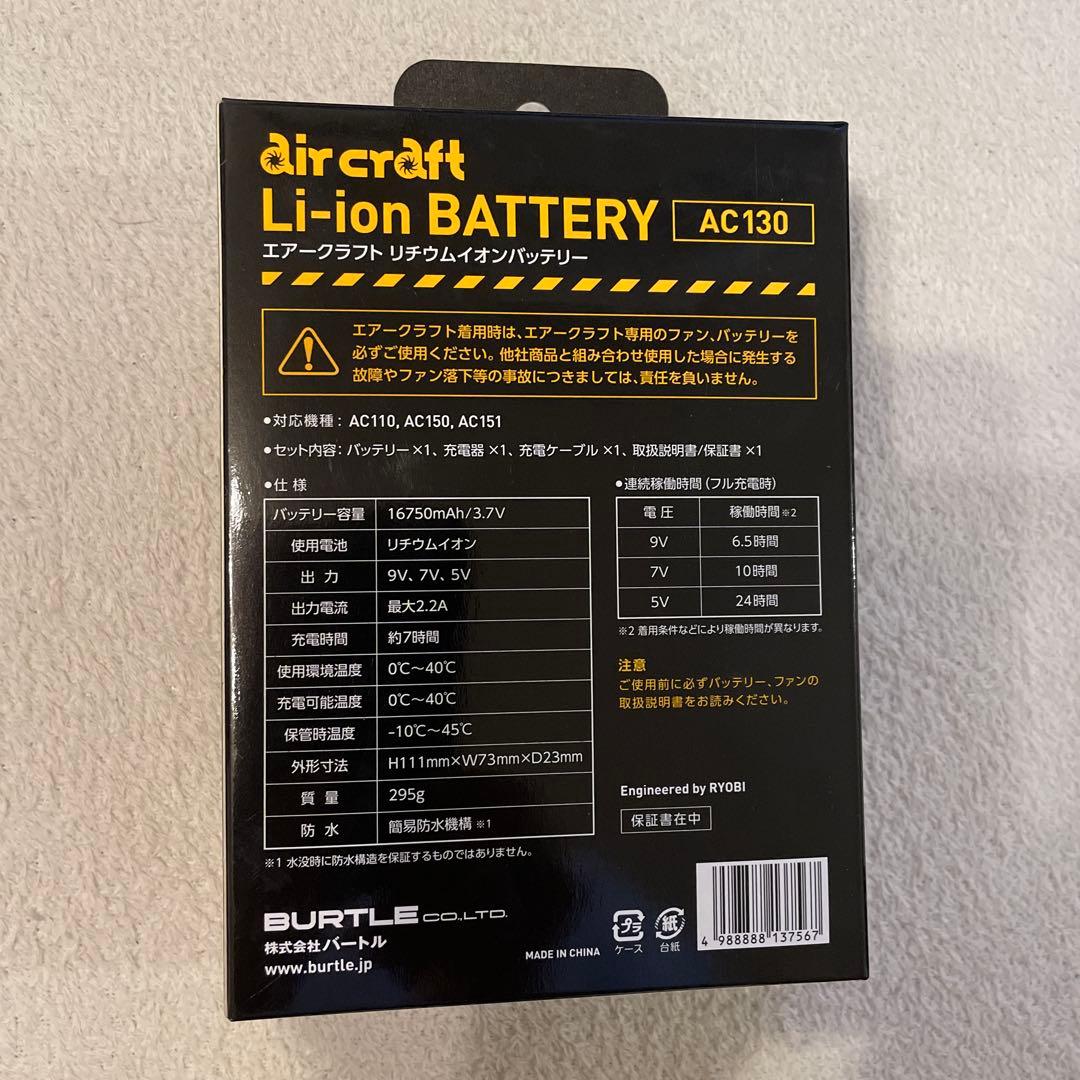 air craft
Li-ion BATTERY AC130
エアークラフト リチウムイオンバッテリー
エアークラフト着用時は、エアークラフト専用のファン、バッテリーを
必ずご使用ください。他社商品と組み合わせ使用した場合に発生する
故障やファン落下等の事故につきましては、責任を負いません。
●対応機種：AC110, AC150, AC151
●セット内容：バッテリー×1、充電器×1、充電ケーブル×1、取扱説明書/保証書×1
●仕様
バッテリー容量 16750mAh/3.7V
使用電池 リチウムイオン
出力 9V、7V、5V
出力電流 最大2.2A
充電時間 約7時間
使用環境温度 0℃～40℃
充電可能温度 0℃～40℃
保管時温度 -10℃～45℃
外形寸法 H111mm×W73mm×D23mm
質量 295g
防水 簡易防水機構 ※1
※1 水没時に防水構造を保証するものではありません。
●連続稼働時間（フル充電時）
電圧 稼働時間※2
9V 6.5時間
7V 10時間
5V 24時間
※2 着用条件などにより稼働時間が異なります。
注意
ご使用前に必ずバッテリー、ファンの
取扱説明書をお読みください。
Engineered by RYOBI
保証書在中
BURTLE CO.,LTD.
株式会社バートル
www.burtle.jp
MADE IN CHINA
プラ
ケース
紙
台紙
4 988888 137567